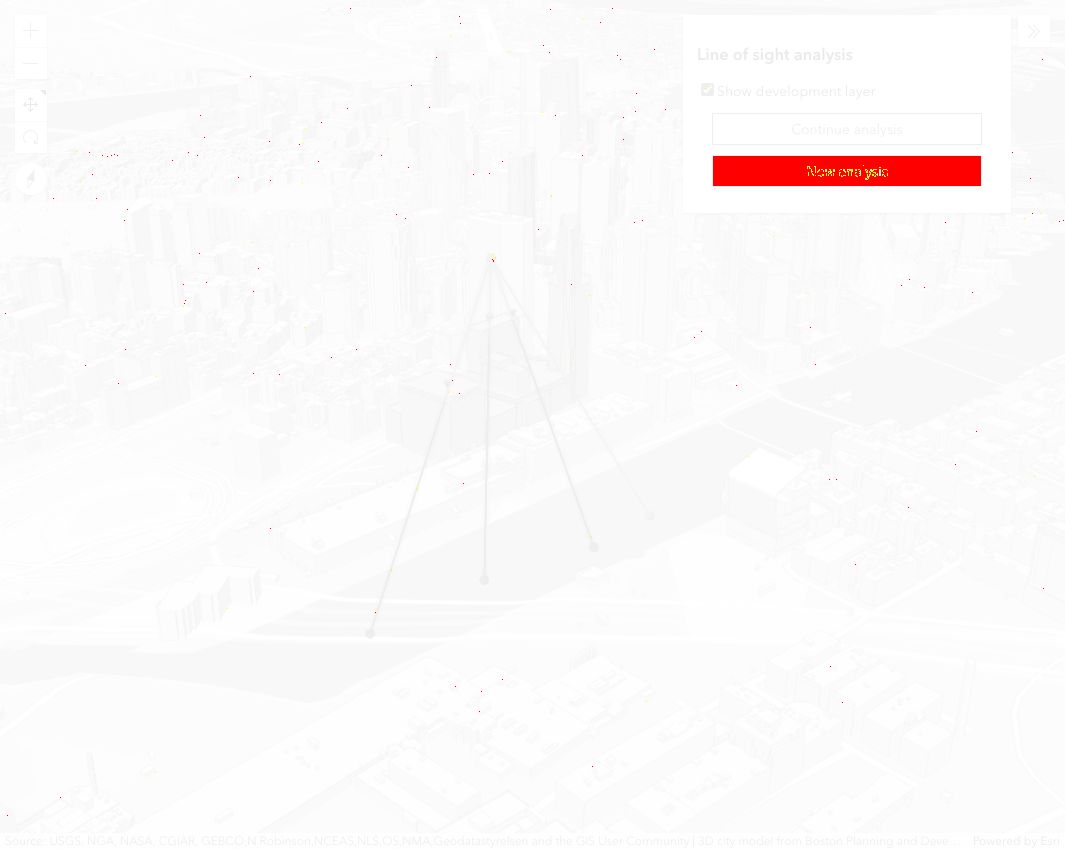 Line of sight analysis
Show development layer
Continue analysis
New analysis
Source: USGS, NGA, NASA, CGIAR, GEBCO,N Robinson,NCEAS,NLS,OS,NMA,Geodatastyrelsen and the GIS User Community | 3D city model from Boston Planning and Deve… Powered by Esri